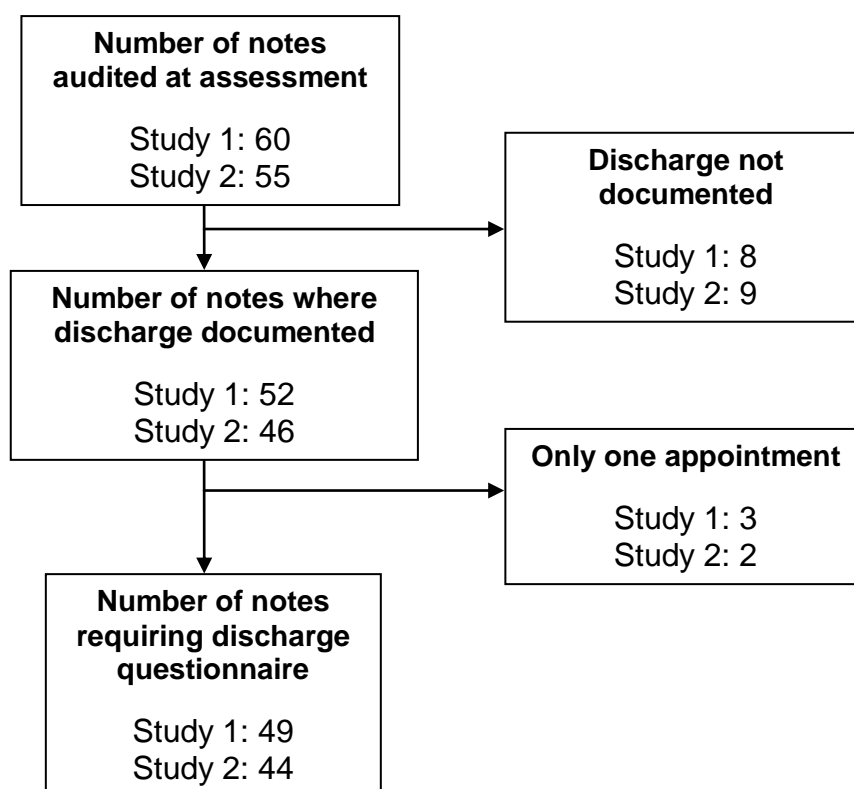 Number of notes
audited at assessment
Study 1: 60
Study 2: 55
Discharge not
documented
Study 1: 8
Study 2: 9
Number of notes where
discharge documented
Study 1: 52
Study 2: 46
Only one appointment
Study 1: 3
Study 2: 2
Number of notes
requiring discharge
questionnaire
Study 1: 49
Study 2: 44